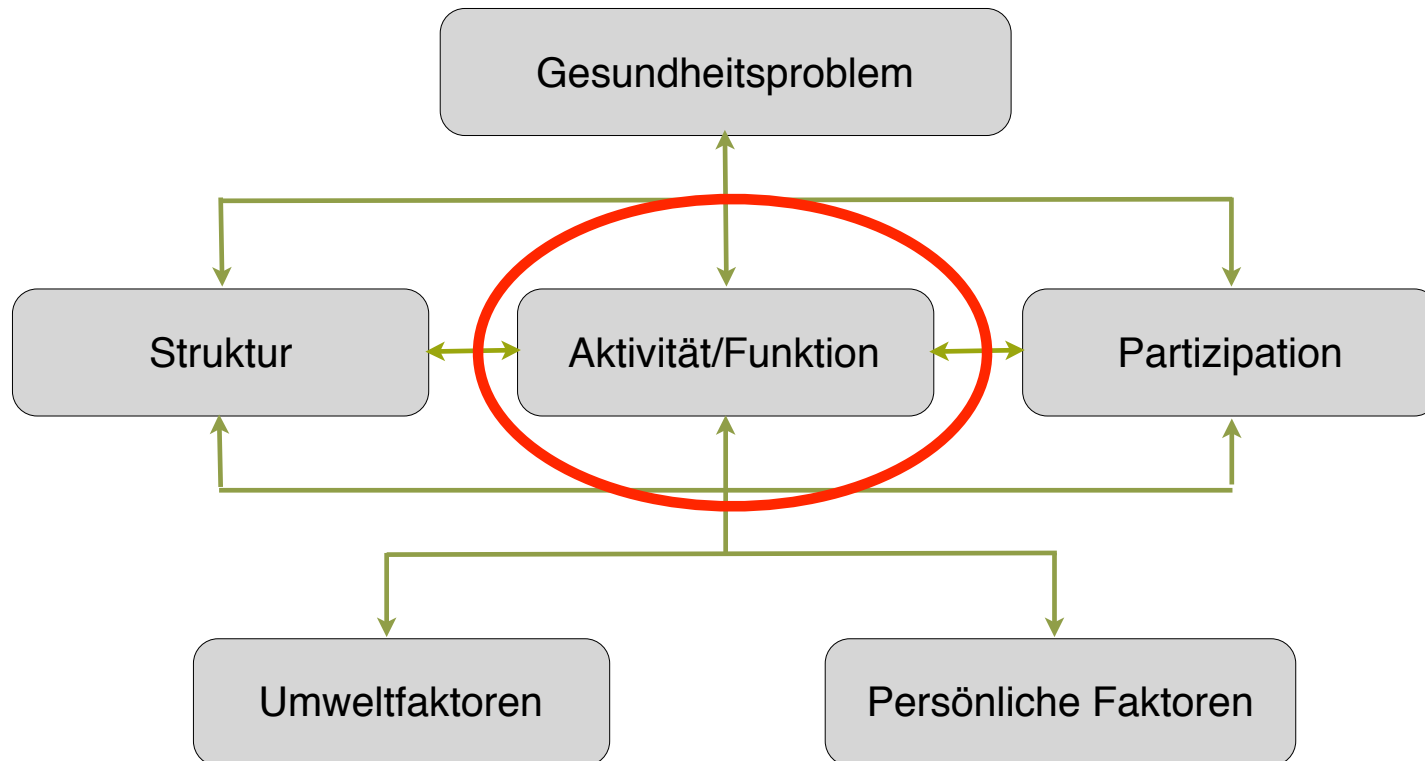 Gesundheitsproblem
Struktur
Aktivität/Funktion
Partizipation
Umweltfaktoren
Persönliche Faktoren